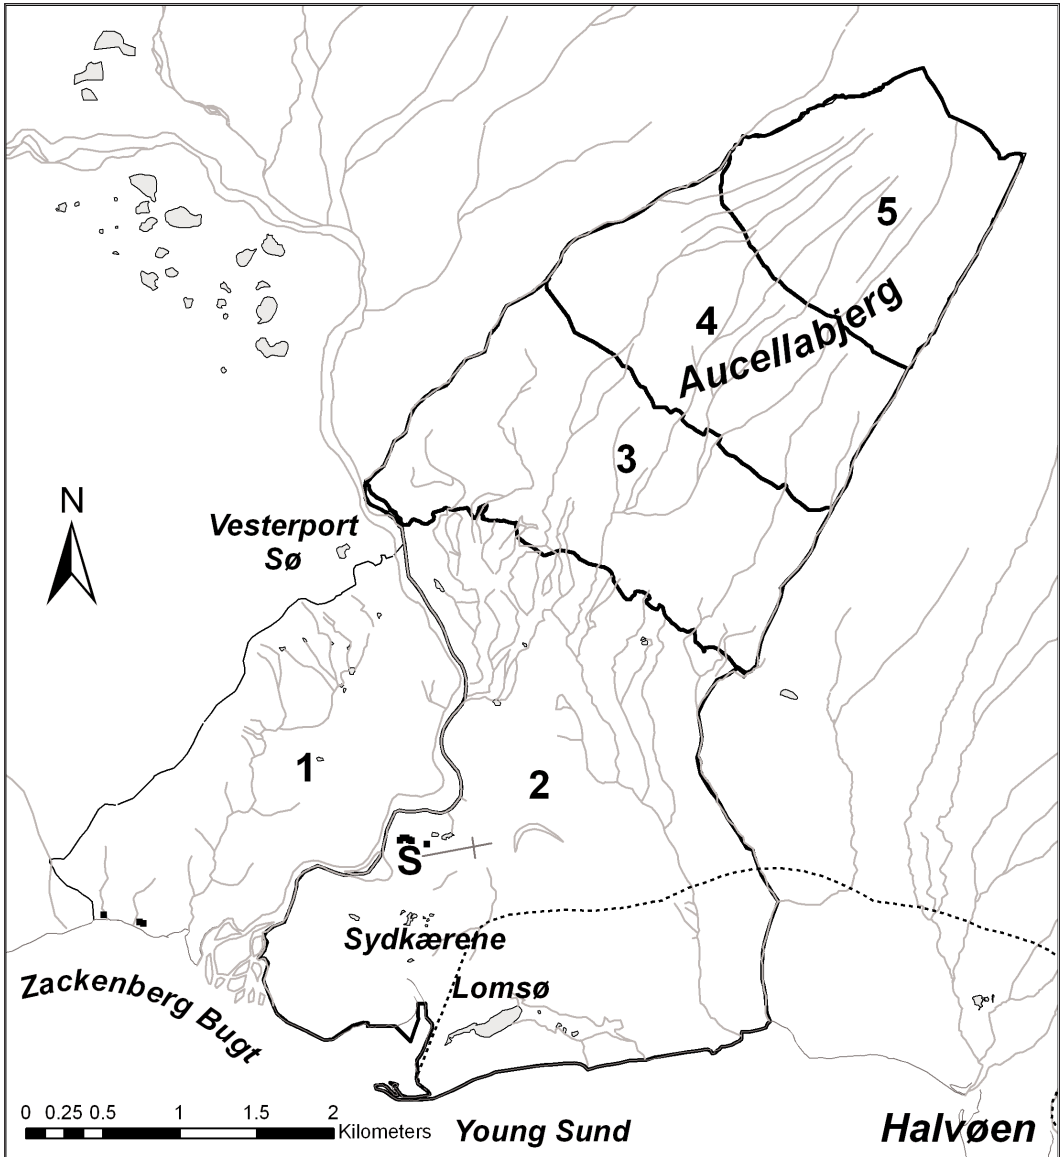 5
4
Aucellabjerg
3
N
Vesterport
Sø
1
2
S
Sydkærene
Lomsø
Zackenberg Bugt
0 0.25 0.5 1 1.5 2
Kilometers
Young Sund
Halvøen